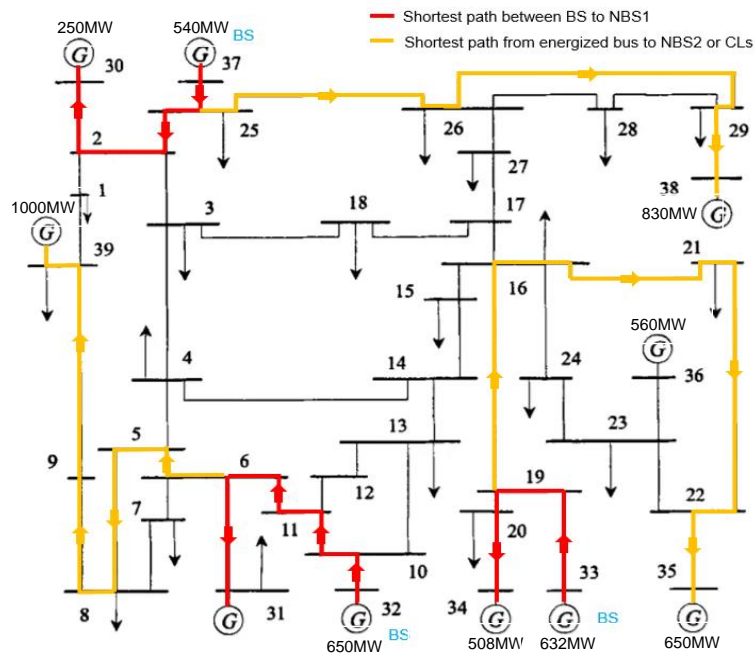 Shortest path between BS to NBS1
Shortest path from energized bus to NBS2 or CLs
250MW
540MW
BS
G
G
30
37
2
25
26
28
29
27
38
1
3
18
17
830MW
G
1000MW
G
39
15
16
21
560MW
G
4
14
24
36
13
23
5
9
6
12
19
22
7
11
20
10
35
8
31
32
34
33
G
G
BS
G
G
BS
G
650MW
508MW
632MW
650MW